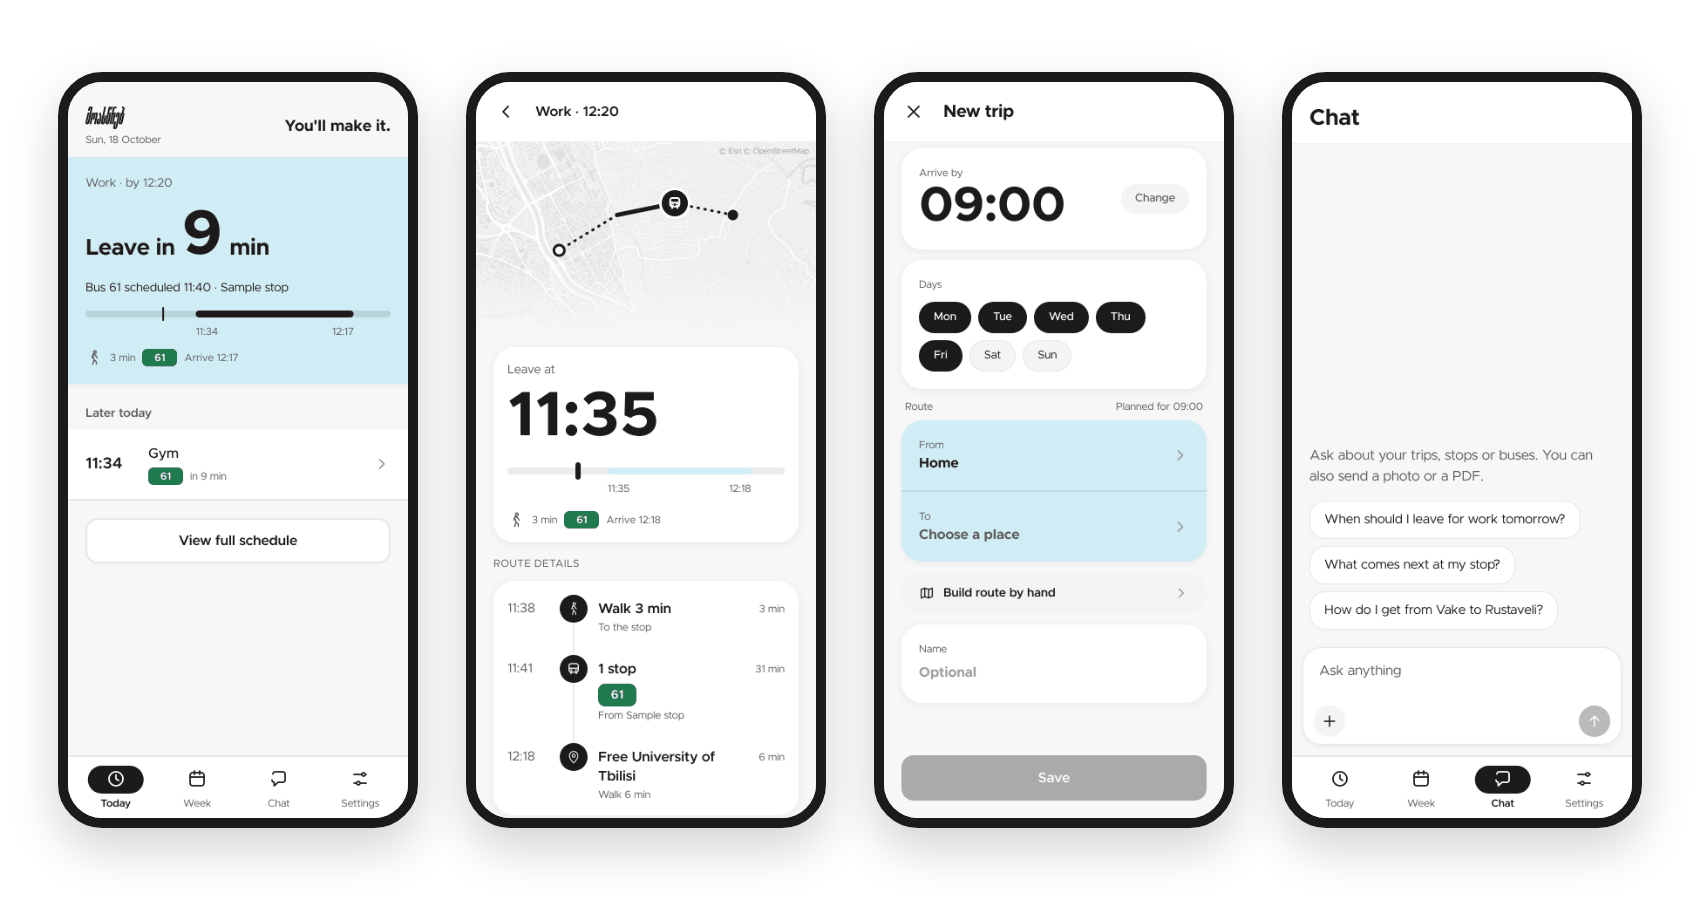 You'll make it.
Sun, 18 October
Work · by 12:20
Leave in 9 min
Bus 61 scheduled 11:40 · Sample stop
11:34 12:17
3 min 61 Arrive 12:17
Later today
11:34 Gym
61 in 9 min
View full schedule
Today Week Chat Settings
Work · 12:20
© Esri © OpenStreetMap
Leave at
11:35
11:35 12:18
3 min 61 Arrive 12:18
ROUTE DETAILS
11:38 Walk 3 min 3 min
To the stop
11:41 1 stop 31 min
61
From Sample stop
12:18 Free University of 6 min
Tbilisi
Walk 6 min
New trip
Arrive by
09:00 Change
Days
Mon Tue Wed Thu
Fri Sat Sun
Route Planned for 09:00
From
Home
To
Choose a place
Build route by hand
Name
Optional
Save
Chat
Ask about your trips, stops or buses. You can
also send a photo or a PDF.
When should I leave for work tomorrow?
What comes next at my stop?
How do I get from Vake to Rustaveli?
Ask anything
Today Week Chat Settings